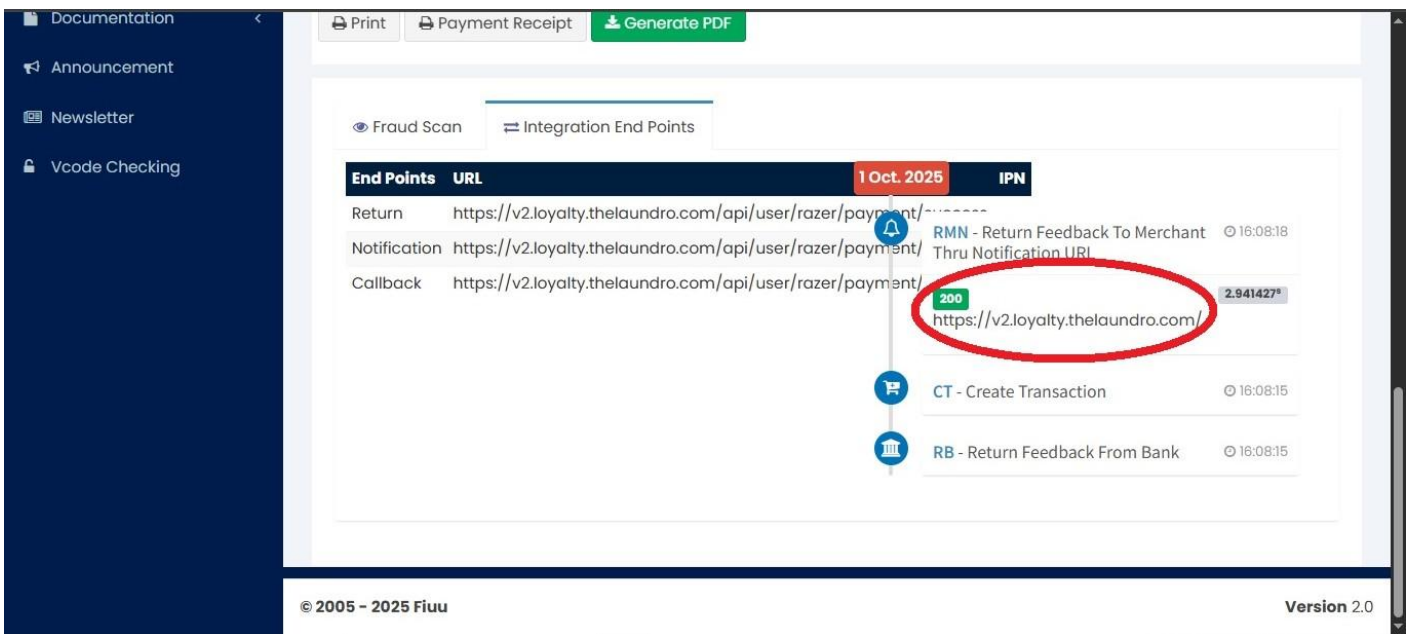 Documentation
Announcement
Newsletter
Vcode Checking
Print
Payment Receipt
Generate PDF
Fraud Scan
Integration End Points
End Points URL IPN
Return https://v2.loyalty.thelaundro.com/api/user/razer/payment/
Notification https://v2.loyalty.thelaundro.com/api/user/razer/payment/
Callback https://v2.loyalty.thelaundro.com/api/user/razer/payment/
1 Oct. 2025
RMN - Return Feedback To Merchant
Thru Notification URL
16:08:18
200
2.941427s
https://v2.loyalty.thelaundro.com/
CT - Create Transaction 16:08:15
RB - Return Feedback From Bank 16:08:15
© 2005 - 2025 Fiuu
Version 2.0